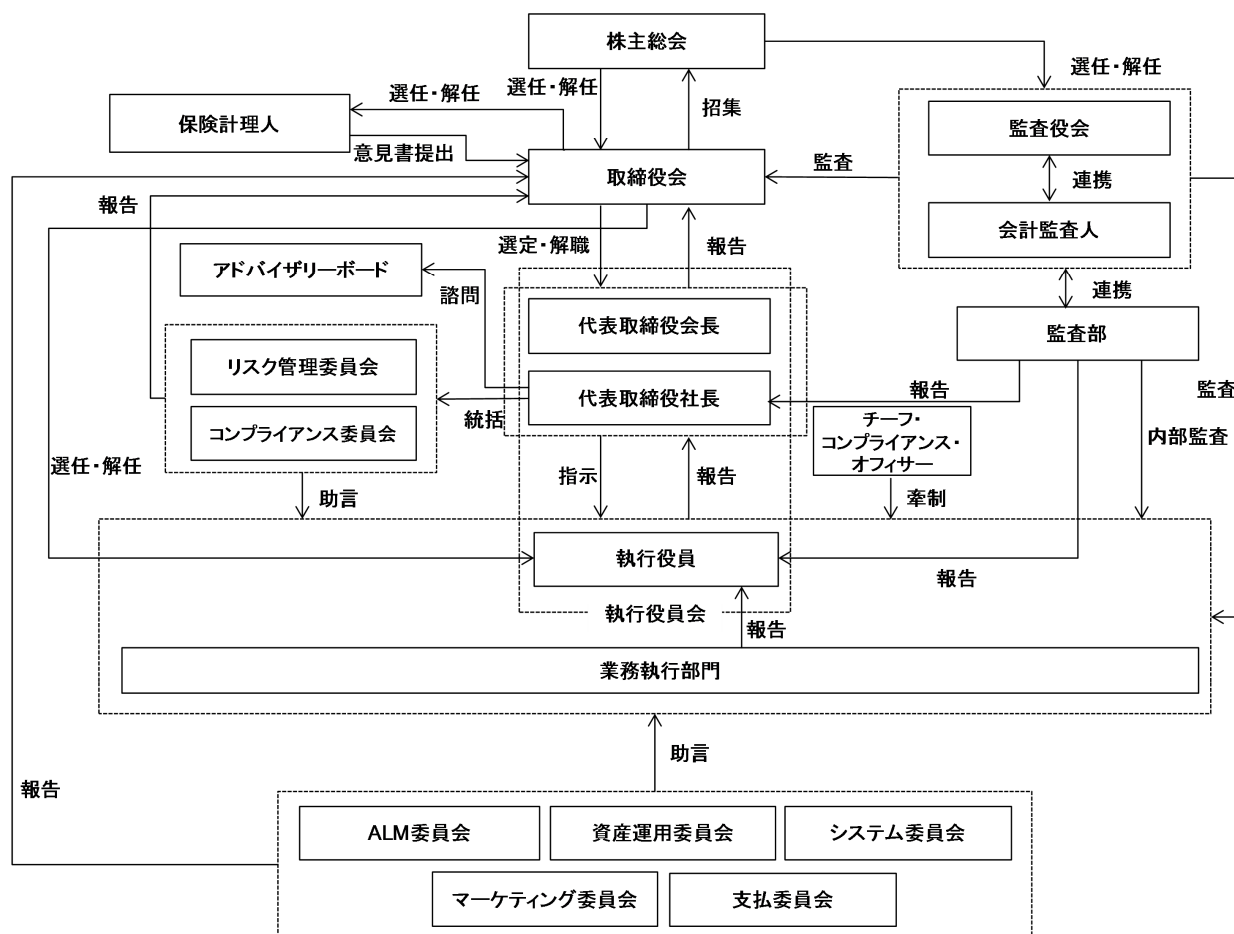 株主総会
選任・解任
選任・解任
選任・解任
招集
保険計理人
監査役会
意見書提出
取締役会
監査
連携
報告
会計監査人
選定・解職
報告
アドバイザリーボード
諮問
連携
代表取締役会長
監査部
リスク管理委員会
代表取締役社長
報告
監査
統括
チーフ・
コンプライアンス・
オフィサー
コンプライアンス委員会
内部監査
選任・解任
指示
報告
助言
牽制
執行役員
報告
執行役員会
報告
業務執行部門
助言
報告
ALM委員会
資産運用委員会
システム委員会
マーケティング委員会
支払委員会